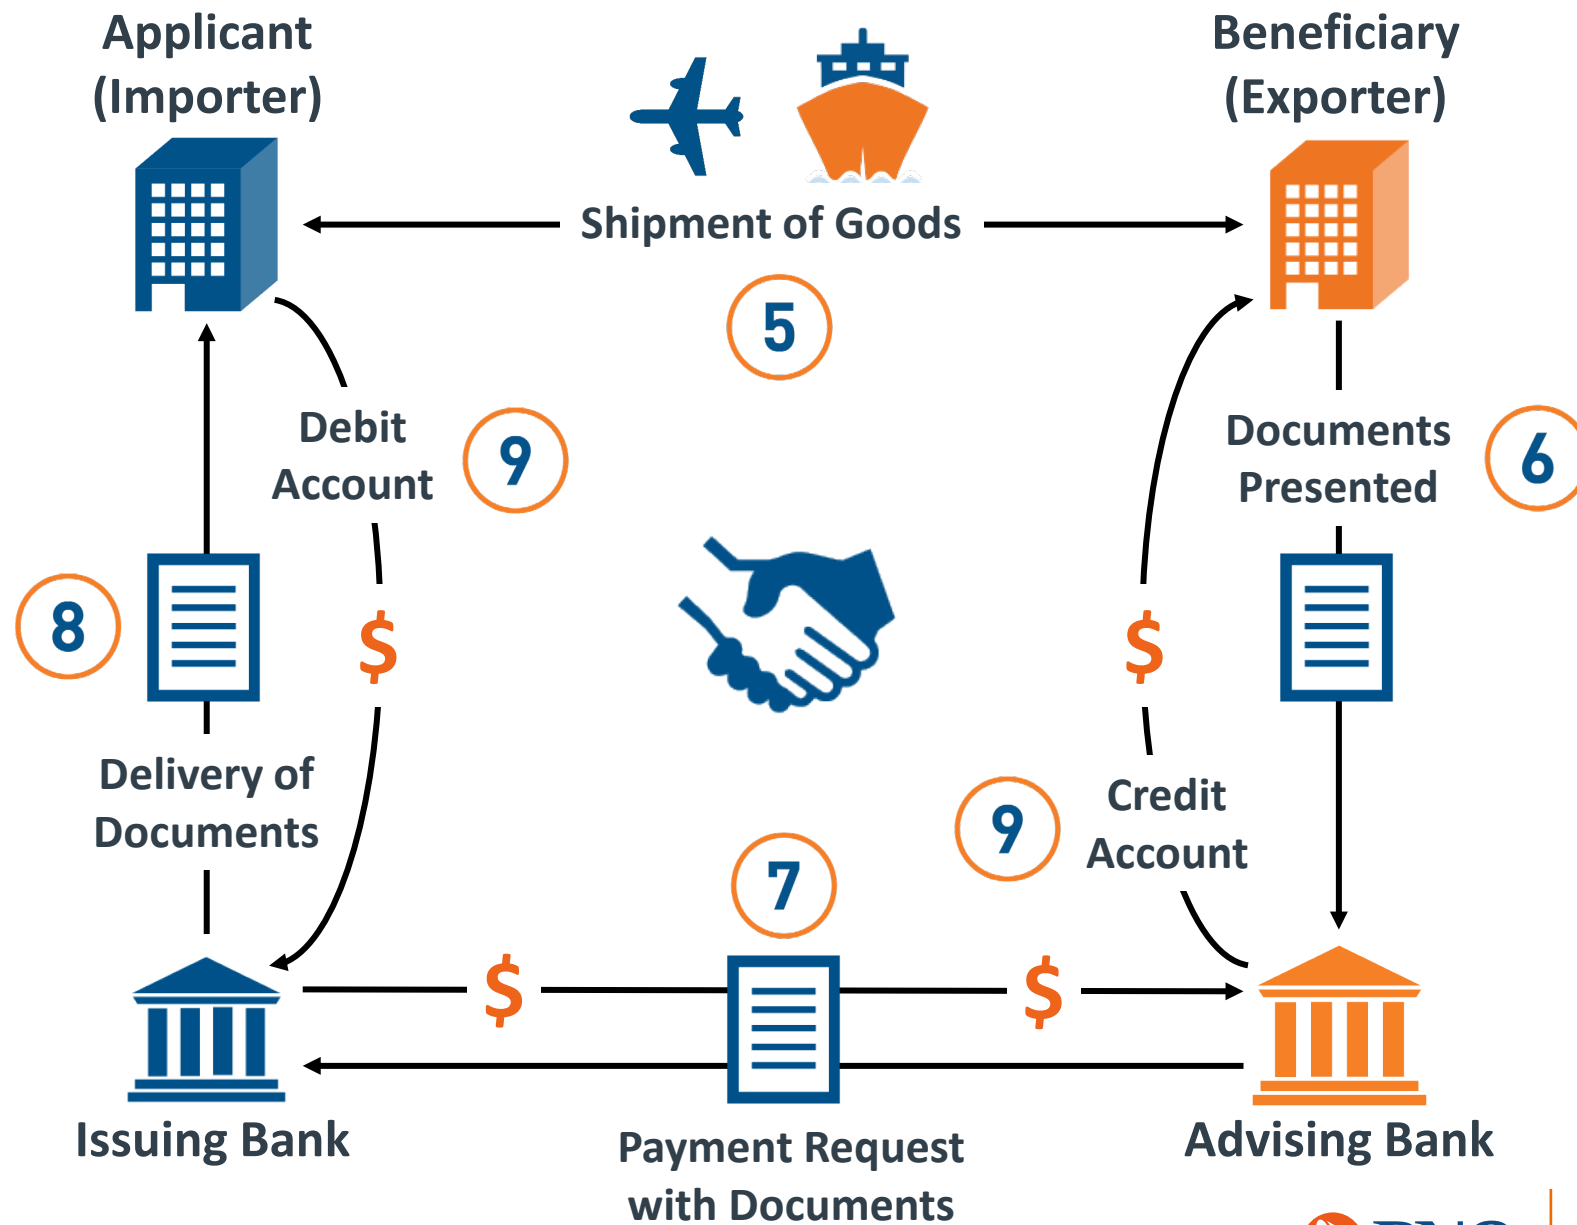 Applicant
(Importer)
Beneficiary
(Exporter)
Shipment of Goods
5
Debit
Account
9
Documents
Presented
6
8
$
$
Delivery of
Documents
7
9
Credit
Account
$
$
Issuing Bank
Payment Request
with Documents
Advising Bank